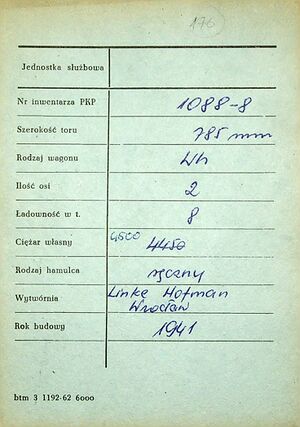 176
Jednostka służbowa
Nr inwentarza PKP 1088-8
Szerokość toru 785 mm
Rodzaj wagonu Wh
Ilość osi 2
Ładowność w t. 8
Ciężar własny 4500 4450
Rodzaj hamulca ręczny
Wytwórnia Linke Hofman
Wrocław
Rok budowy 1941
btm 3 1192-62 6000